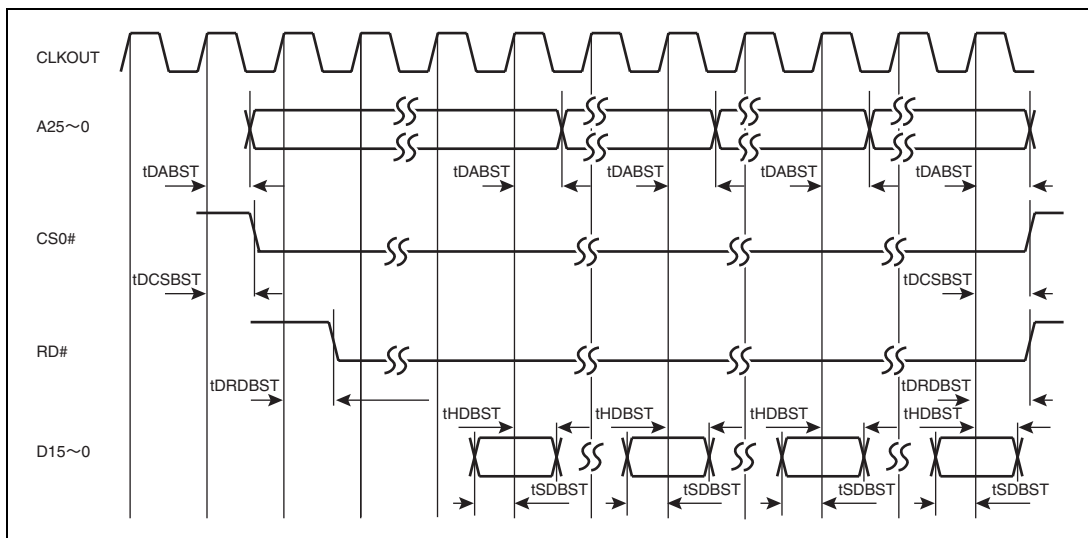 CLKOUT
A25～0
tDABST tDABST tDABST tDABST tDABST
CS0#
tDCSBST tDCSBST
RD#
tDRDBST tDRDBST
tHDBST tHDBST tHDBST tHDBST
D15～0
tSDBST tSDBST tSDBST tSDBST